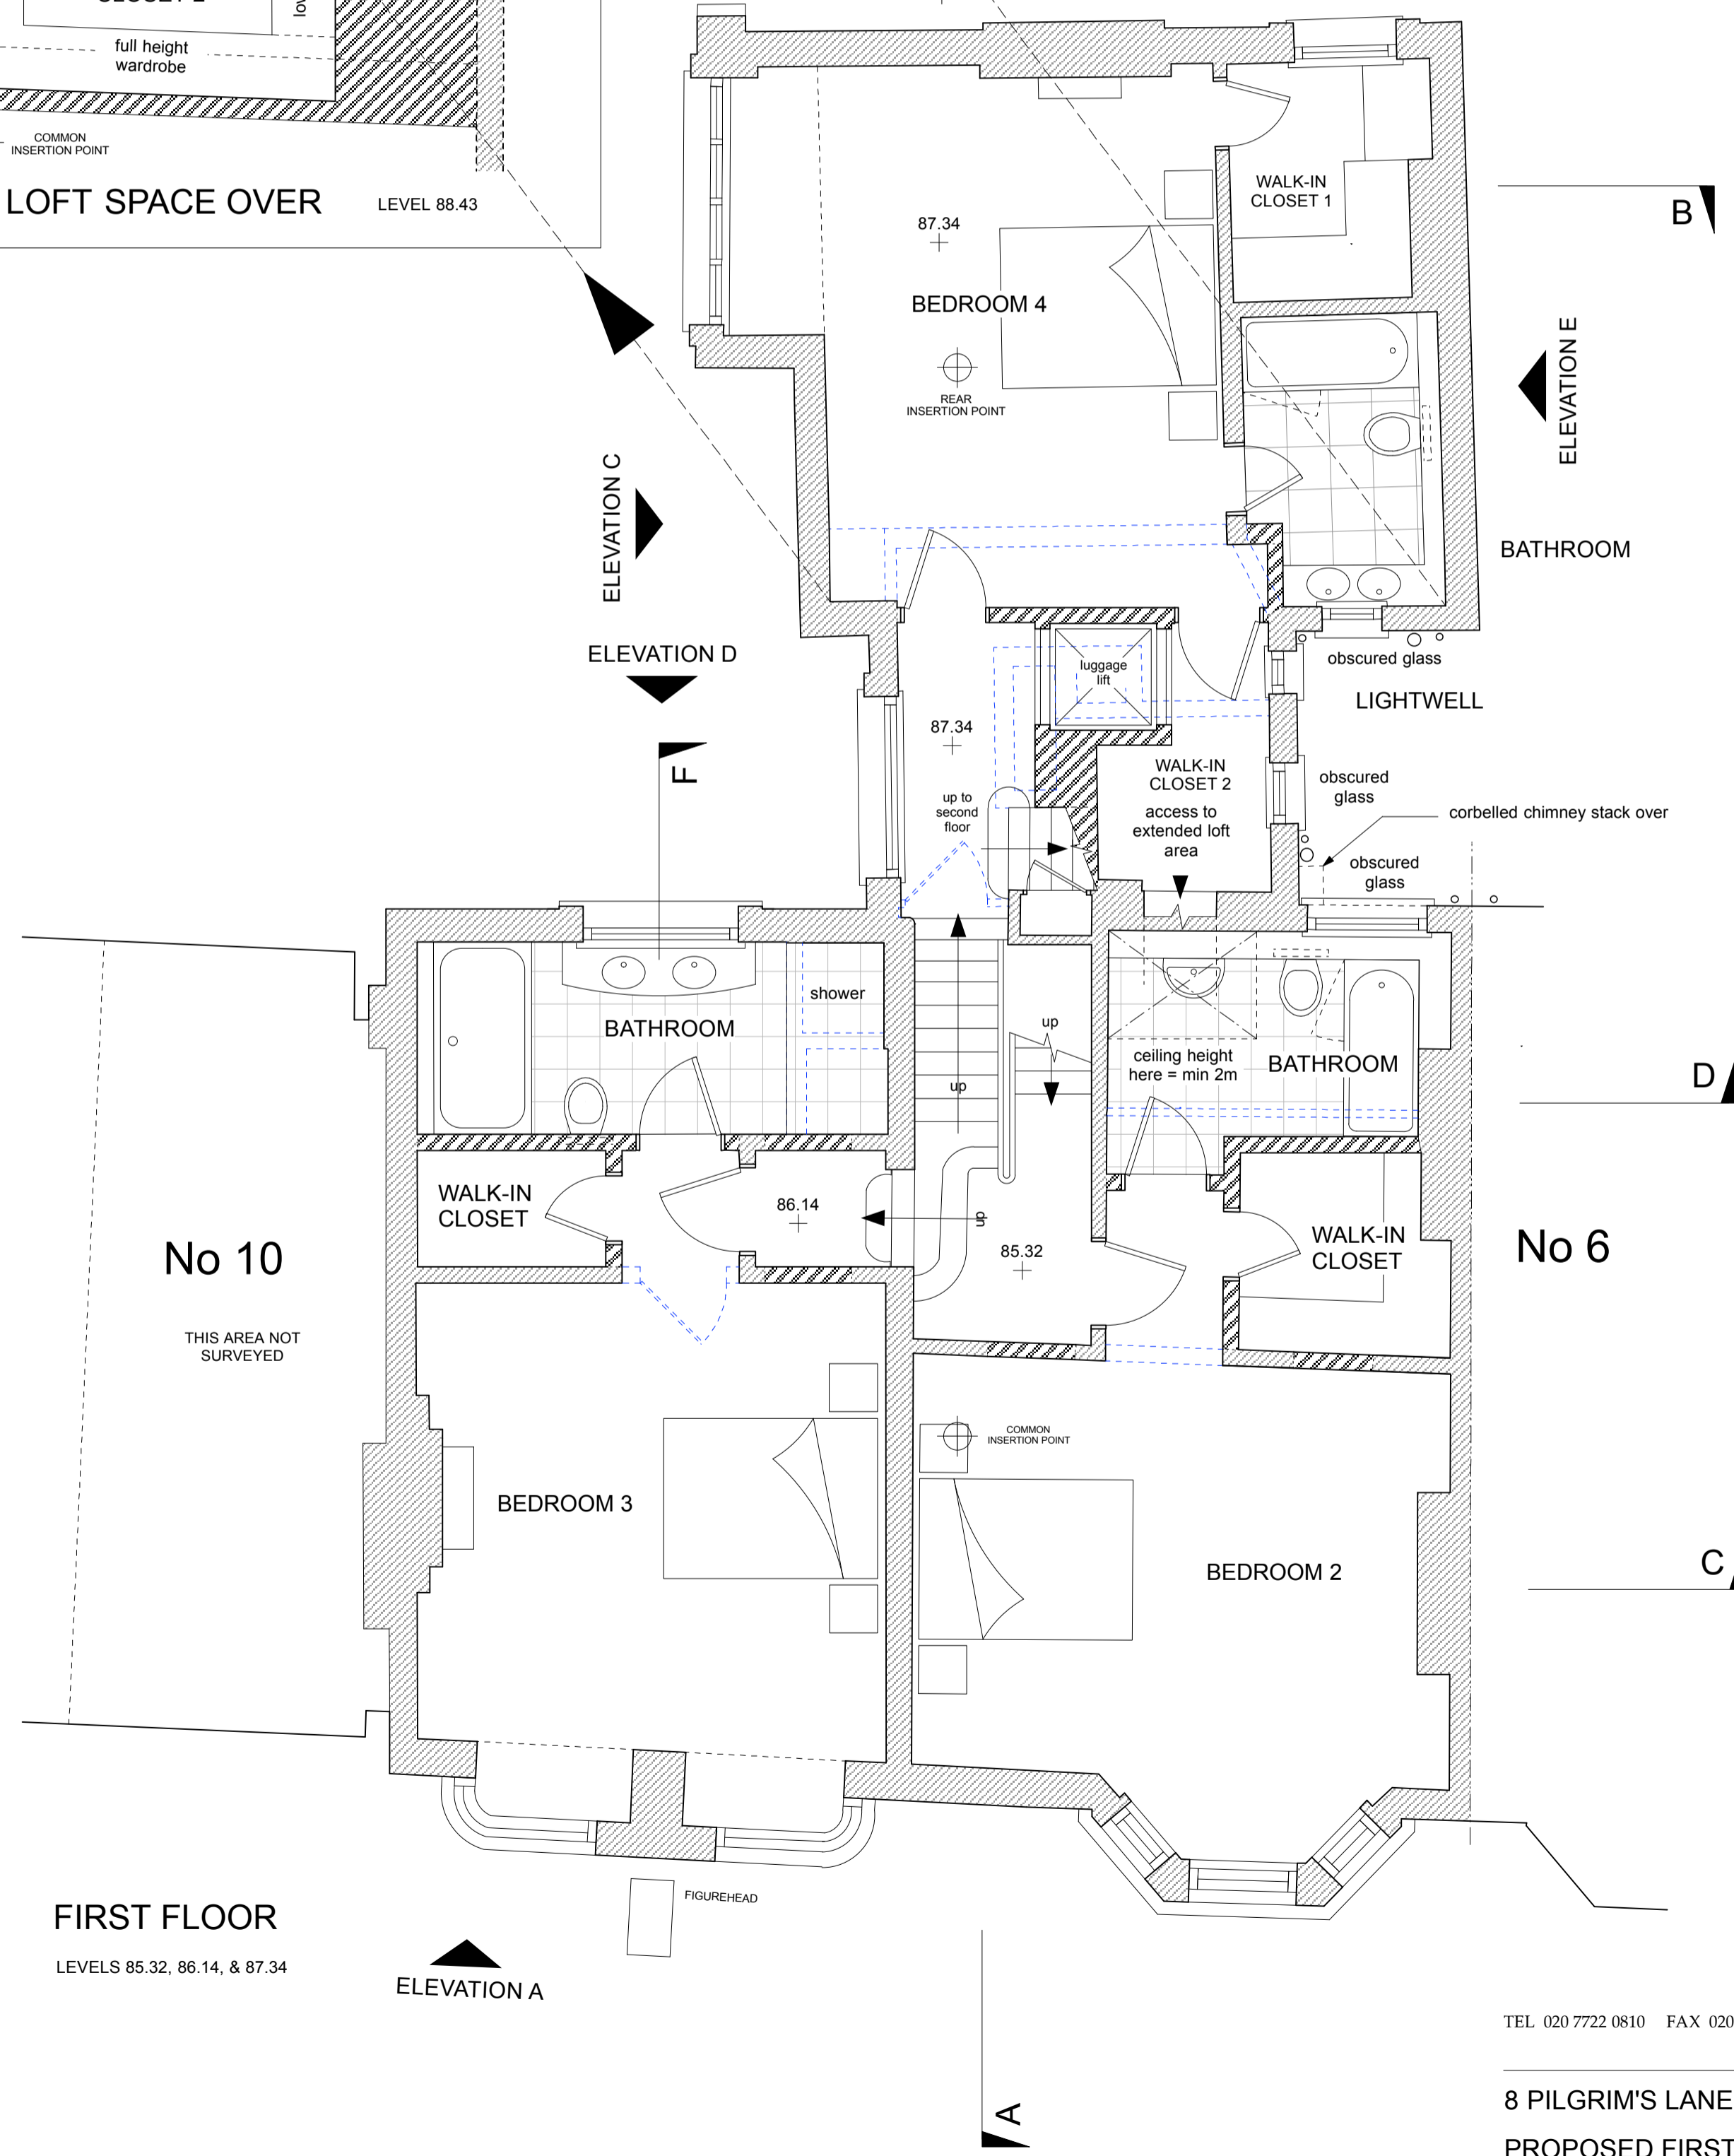 full height
wardrobe
COMMON
INSERTION POINT
LOFT SPACE OVER
LEVEL 88.43
WALK-IN
CLOSET 1
B
87.34
BEDROOM 4
REAR
INSERTION POINT
ELEVATION E
ELEVATION C
BATHROOM
ELEVATION D
luggage
lift
obscured glass
LIGHTWELL
87.34
F
WALK-IN
CLOSET 2
access to
extended loft
area
obscured
glass
up to
second
floor
corbelled chimney stack over
obscured
glass
shower
BATHROOM
up
up
ceiling height
here = min 2m
BATHROOM
D
WALK-IN
CLOSET
86.14
up
85.32
WALK-IN
CLOSET
No 10
No 6
THIS AREA NOT
SURVEYED
COMMON
INSERTION POINT
BEDROOM 3
BEDROOM 2
C
FIGUREHEAD
FIRST FLOOR
LEVELS 85.32, 86.14, & 87.34
ELEVATION A
A
TEL 020 7722 0810 FAX 020
8 PILGRIM'S LANE
PROPOSED FIRST